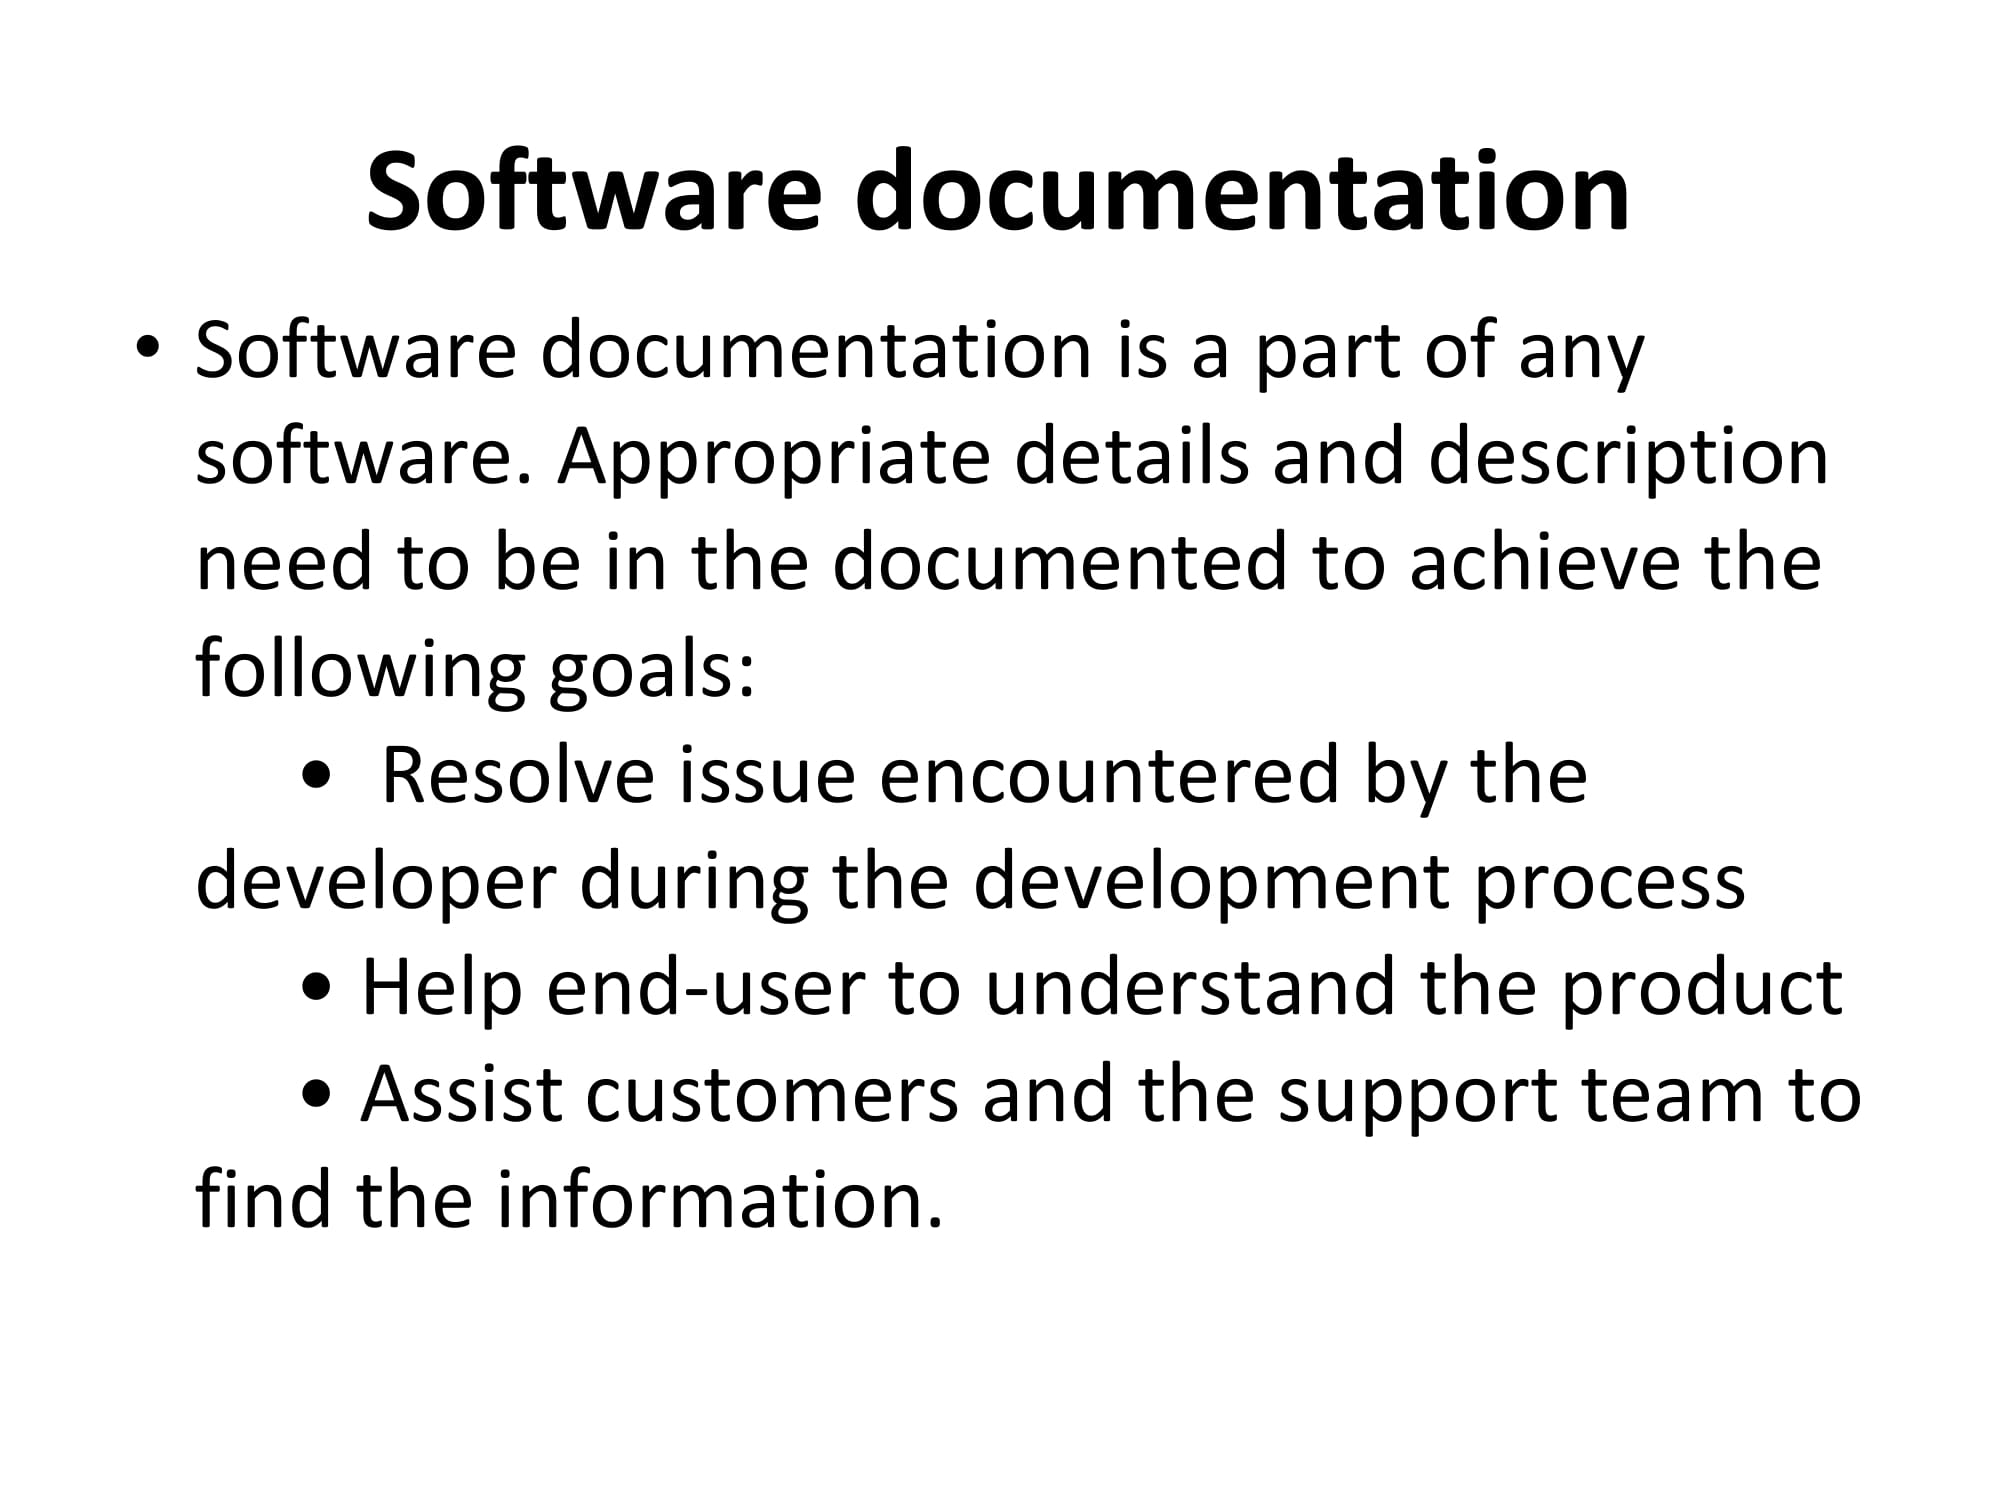 Software documentation
• Software documentation is a part of any
software. Appropriate details and description
need to be in the documented to achieve the
following goals:
• Resolve issue encountered by the
developer during the development process
• Help end-user to understand the product
• Assist customers and the support team to
find the information.